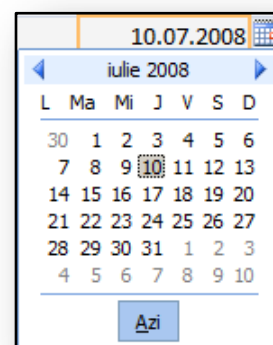 10.07.2008
iulie 2008
L Ma Mi J V S D
30 1 2 3 4 5 6
7 8 9 10 11 12 13
14 15 16 17 18 19 20
21 22 23 24 25 26 27
28 29 30 31 1 2 3
4 5 6 7 8 9 10
Azi